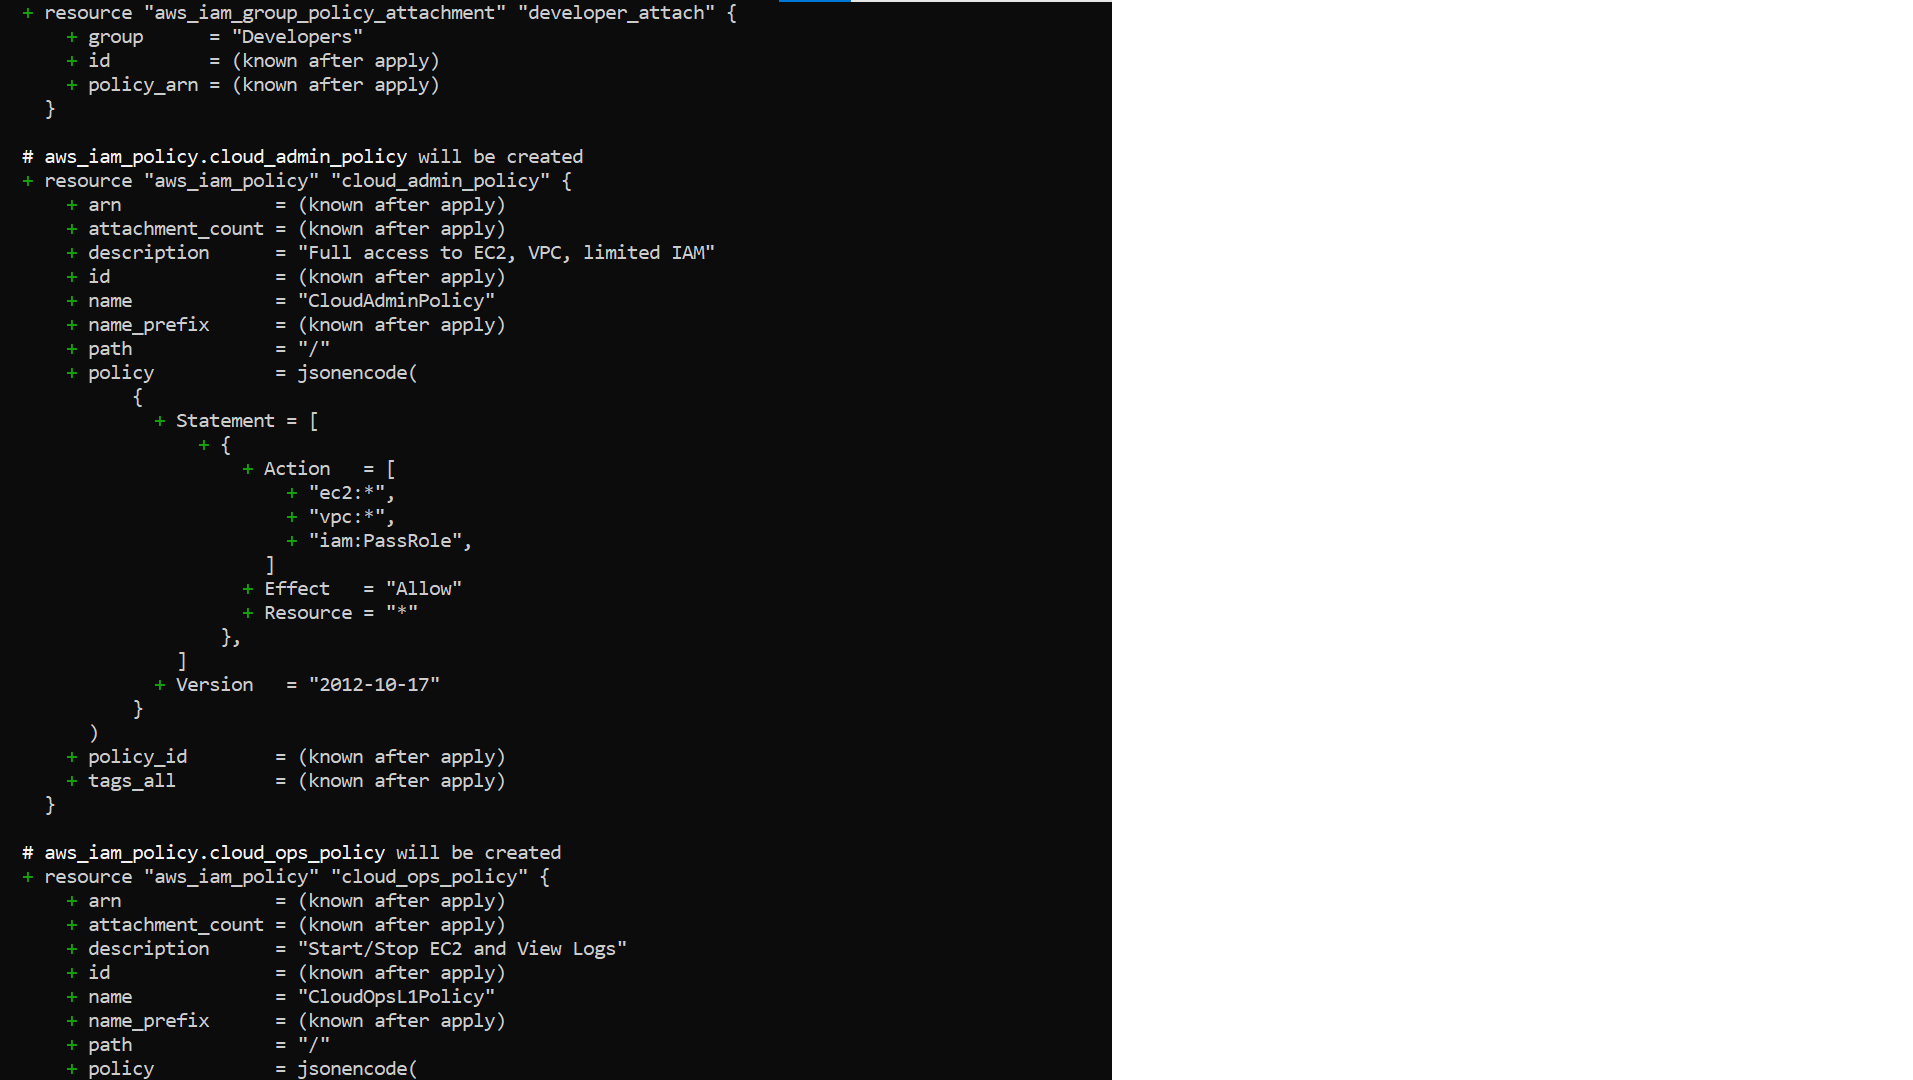 + resource "aws_iam_group_policy_attachment" "developer_attach" {
+ group      = "Developers"
+ id         = (known after apply)
+ policy_arn = (known after apply)
}
# aws_iam_policy.cloud_admin_policy will be created
+ resource "aws_iam_policy" "cloud_admin_policy" {
+ arn              = (known after apply)
+ attachment_count = (known after apply)
+ description      = "Full access to EC2, VPC, limited IAM"
+ id               = (known after apply)
+ name             = "CloudAdminPolicy"
+ name_prefix      = (known after apply)
+ path             = "/"
+ policy           = jsonencode(
{
+ Statement = [
+ {
+ Action   = [
+ "ec2:*",
+ "vpc:*",
+ "iam:PassRole",
]
+ Effect   = "Allow"
+ Resource = "*"
},
]
+ Version   = "2012-10-17"
}
)
+ policy_id        = (known after apply)
+ tags_all         = (known after apply)
}
# aws_iam_policy.cloud_ops_policy will be created
+ resource "aws_iam_policy" "cloud_ops_policy" {
+ arn              = (known after apply)
+ attachment_count = (known after apply)
+ description      = "Start/Stop EC2 and View Logs"
+ id               = (known after apply)
+ name             = "CloudOpsL1Policy"
+ name_prefix      = (known after apply)
+ path             = "/"
+ policy           = jsonencode(